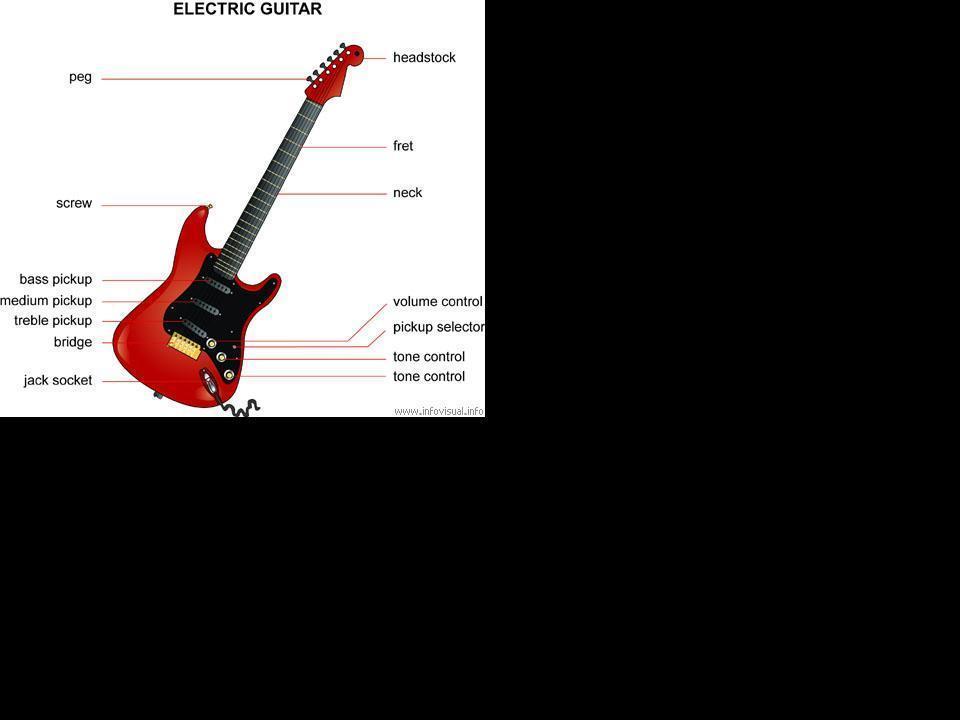 ELECTRIC GUITAR
headstock
peg
fret
neck
screw
bass pickup
medium pickup
treble pickup
bridge
jack socket
volume control
pickup selector
tone control
tone control
www.infovisual.info